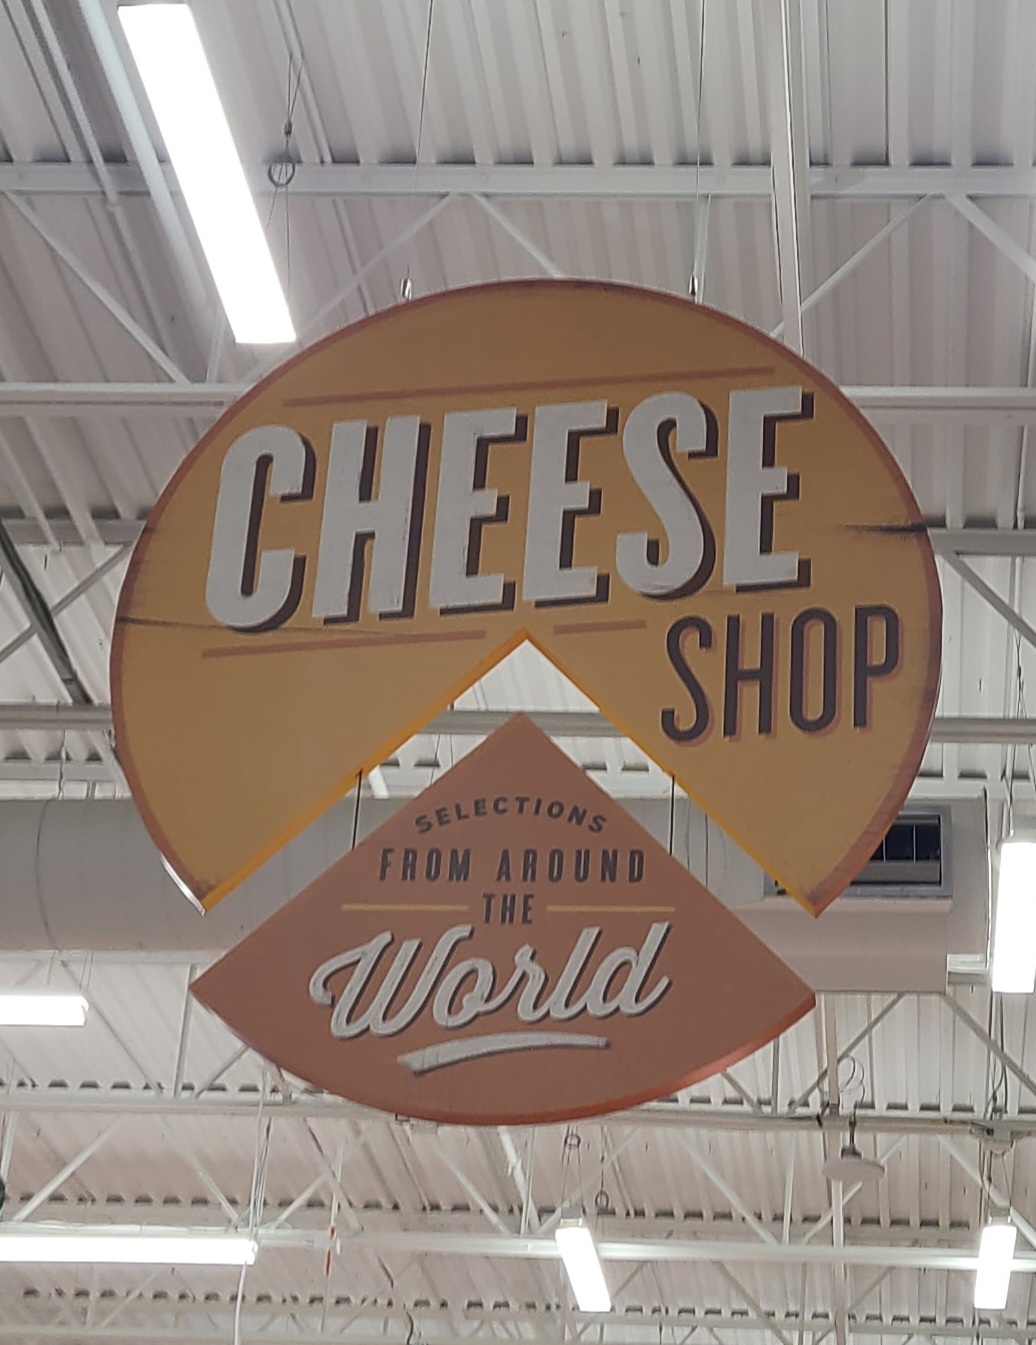 CHEESE
SHOP
SELECTIONS
FROM AROUND
THE
World